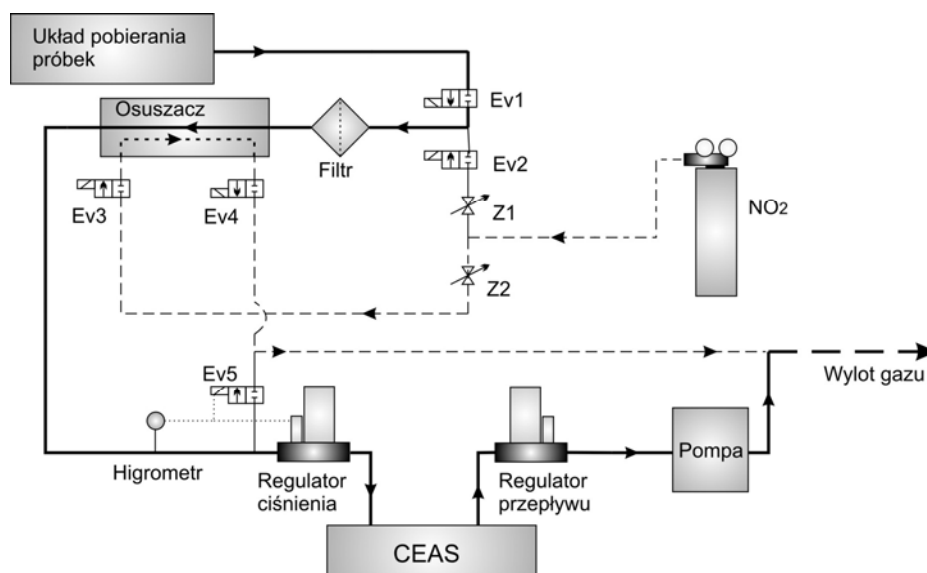 Układ pobierania
próbek
Ev1
Osuszacz
Filtr
Ev2
Ev3
Ev4
Z1
NO2
Z2
Ev5
Wylot gazu
Higrometr
Regulator
ciśnienia
Regulator
przepływu
Pompa
CEAS